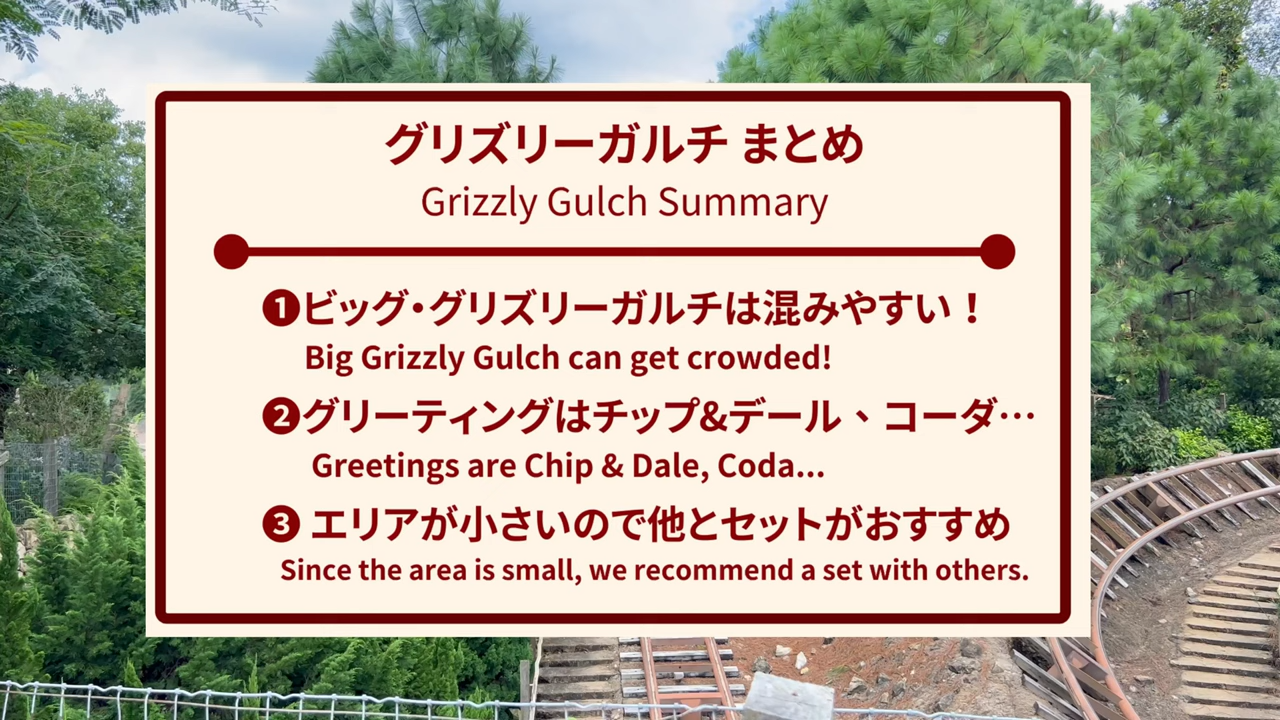 グリズリーガルチ まとめ
Grizzly Gulch Summary
❶ビッグ・グリズリーガルチは混みやすい！
Big Grizzly Gulch can get crowded!
❷グリーティングはチップ&デール、コーダ…
Greetings are Chip & Dale, Coda...
❸ エリアが小さいので他とセットがおすすめ
Since the area is small, we recommend a set with others.